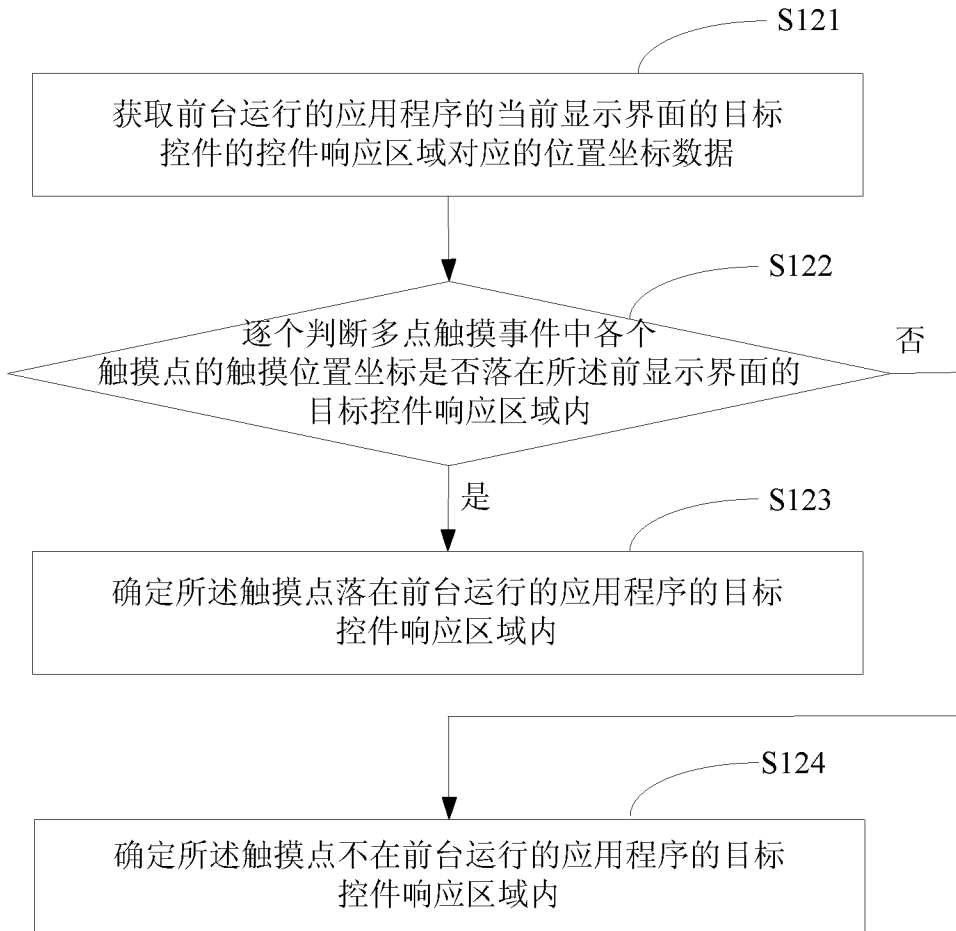 S121
获取前台运行的应用程序的当前显示界面的目标
控件的控件响应区域对应的位置坐标数据
S122
逐个判断多点触摸事件中各个
触摸点的触摸位置坐标是否落在所述前显示界面的
目标控件响应区域内
否
是
S123
确定所述触摸点落在前台运行的应用程序的目标
控件响应区域内
S124
确定所述触摸点不在前台运行的应用程序的目标
控件响应区域内